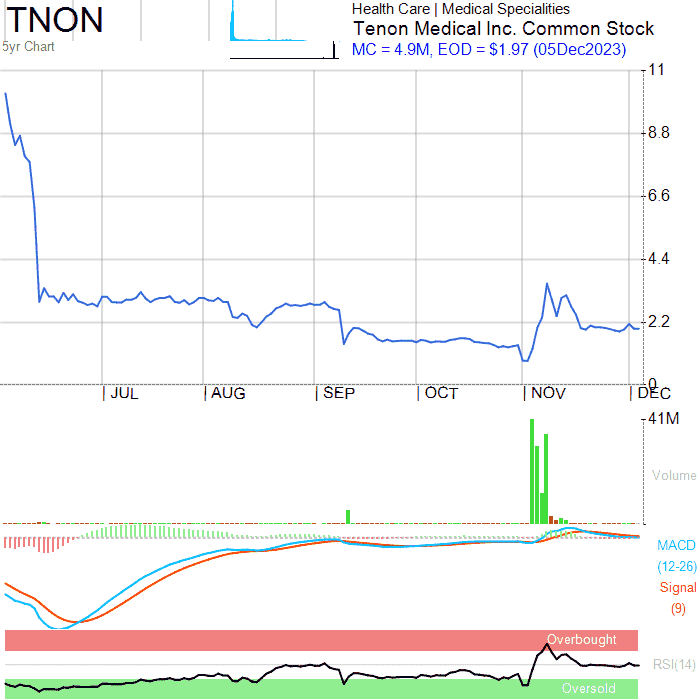 TNON
5yr Chart
Health Care | Medical Specialities
Tenon Medical Inc. Common Stock
MC = 4.9M, EOD = $1.97 (05Dec2023)
11
8.8
6.6
4.4
2.2
0
JUL AUG SEP OCT NOV DEC
41M
Volume
MACD
(12-26)
Signal
(9)
Overbought
RSI(14)
Oversold